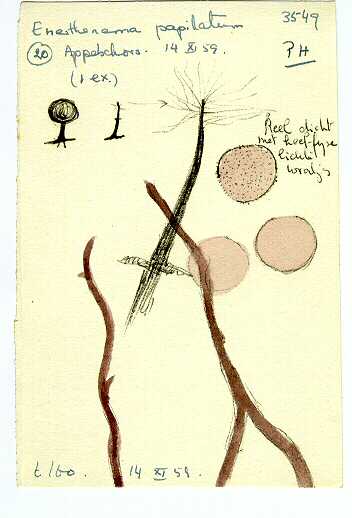 Enerthenema papilatum
3549
20 Appelscha. 14 XI 59.
PH
(1 ex.)
Heel dicht
met heel fijne
lichte
wratjes
14 XI 59.